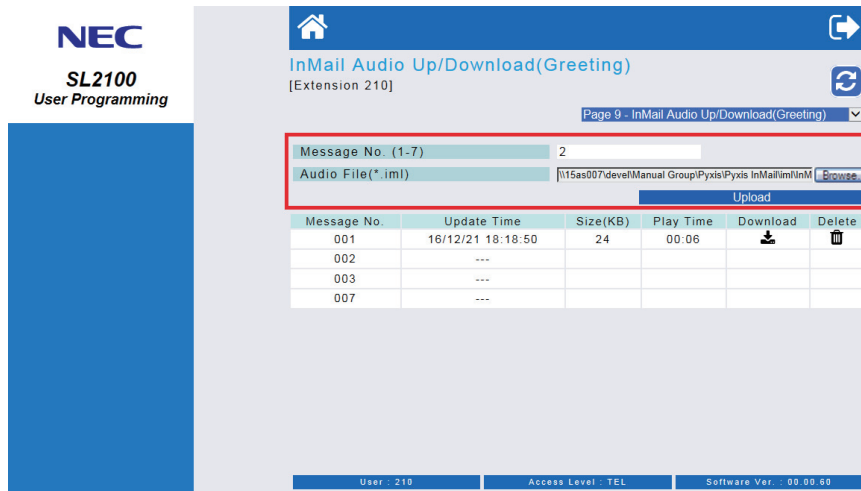 NEC
SL2100
User Programming
InMail Audio Up/Download(Greeting)
[Extension 210]
Page 9 - InMail Audio Up/Download(Greeting)
Message No. (1-7) 2
Audio File(*.iml) \\15as007\devel\Manual Group\Pyxis\Pyxis InMail\iml\InM Browse...
Upload
Message No. Update Time Size(KB) Play Time Download Delete
001 16/12/21 18:18:50 24 00:06
002 ---
003 ---
007 ---
User : 210 Access Level : TEL Software Ver. : 00.00.60